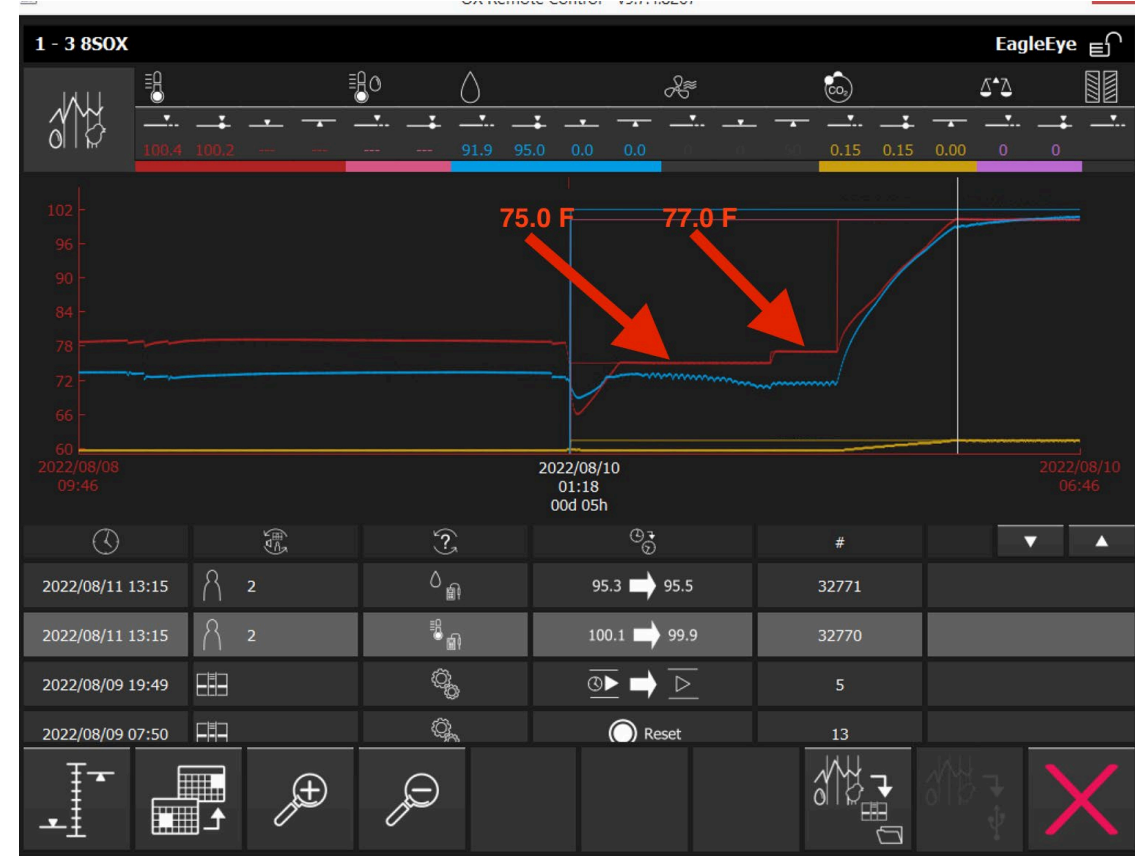 1 - 3 8SOX
EagleEye
CO₂
100.4 100.2 --- --- --- --- 91.9 95.0 0.0 0.0 0 0 50 0.15 0.15 0.00 0 0
75.0 F 77.0 F
102
96
90
84
78
72
66
60
2022/08/08
09:46
2022/08/10
01:18
00d 05h
2022/08/10
06:46
?
#
2022/08/11 13:15 2 95.3 95.5 32771
2022/08/11 13:15 2 100.1 99.9 32770
2022/08/09 19:49 5
2022/08/09 07:50 Reset 13